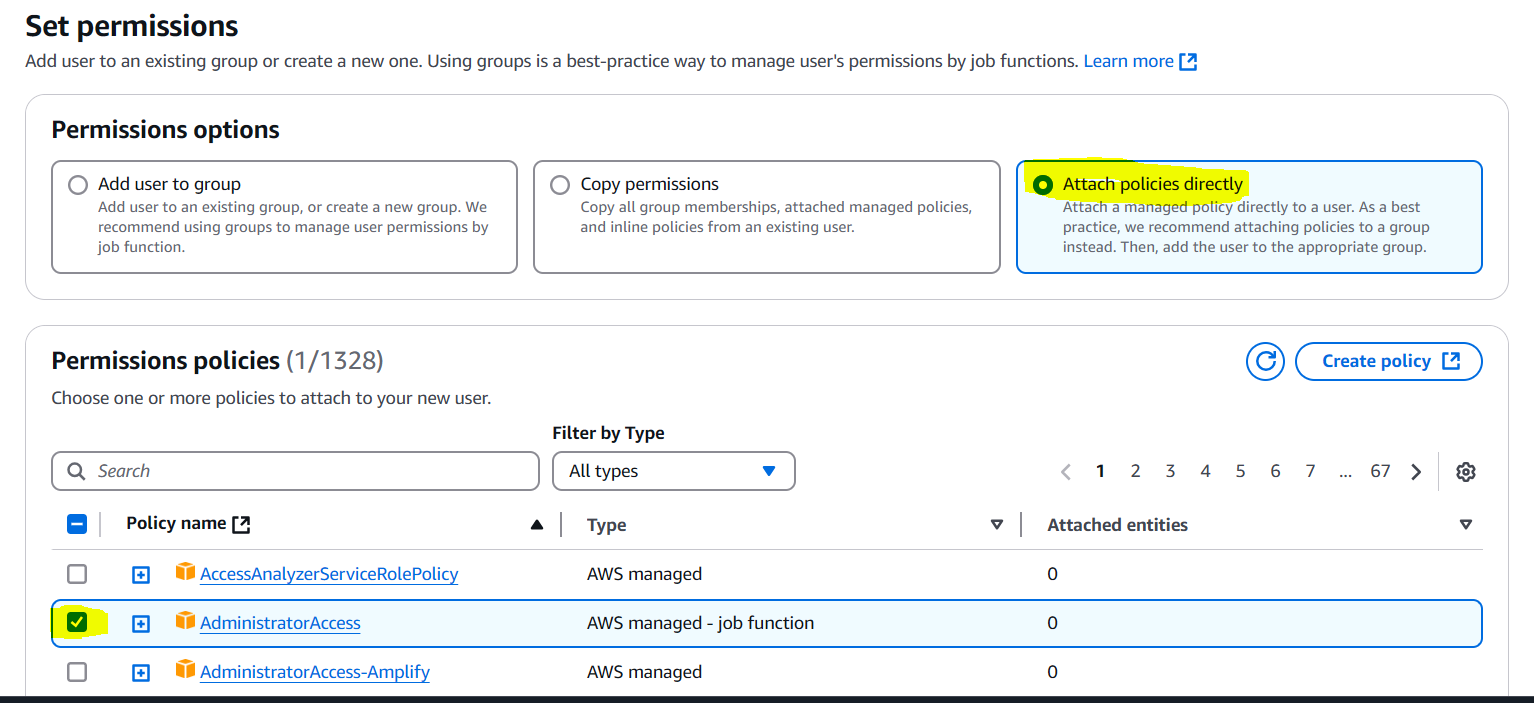 Set permissions
Add user to an existing group or create a new one. Using groups is a best-practice way to manage user's permissions by job functions. Learn more
Permissions options
Add user to group
Add user to an existing group, or create a new group. We
recommend using groups to manage user permissions by
job function.
Copy permissions
Copy all group memberships, attached managed policies,
and inline policies from an existing user.
Attach policies directly
Attach a managed policy directly to a user. As a best
practice, we recommend attaching policies to a group
instead. Then, add the user to the appropriate group.
Permissions policies (1/1328)
Create policy
Choose one or more policies to attach to your new user.
Filter by Type
Search
All types
1 2 3 4 5 6 7 ... 67
Policy name Type Attached entities
AccessAnalyzerServiceRolePolicy AWS managed 0
AdministratorAccess AWS managed - job function 0
AdministratorAccess-Amplify AWS managed 0